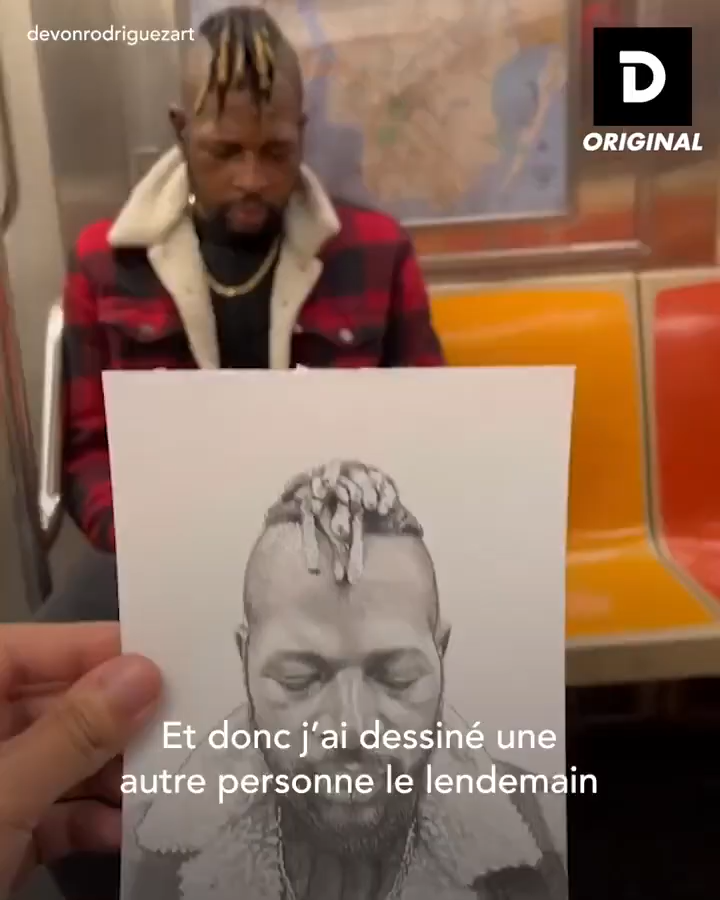 devonrodriguezart
D
ORIGINAL
Et donc j'ai dessiné une
autre personne le lendemain